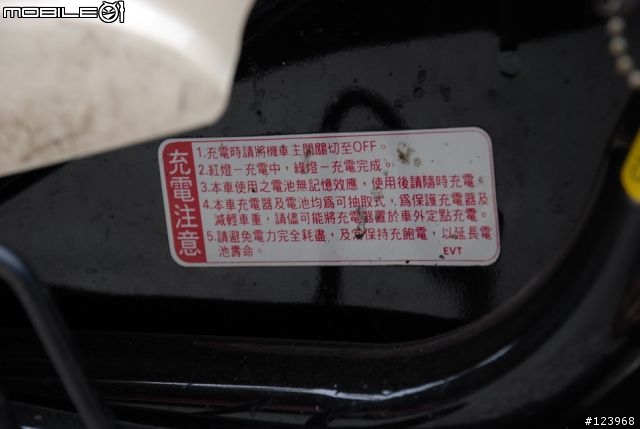 MOBILE01
充電注意
1.充電時請將機車主開關切至OFF。
2.紅燈－充電中，綠燈－充電完成。
3.本車使用之電池無記憶效應，使用後請隨時充電。
4.本車充電器及電池均為可抽取式，為保護充電器及
減輕車重，請儘可能將充電器置於車外定點充電。
5.請避免電力完全耗盡，及常保持充飽電，以延長電
池壽命。
EVT
#123968